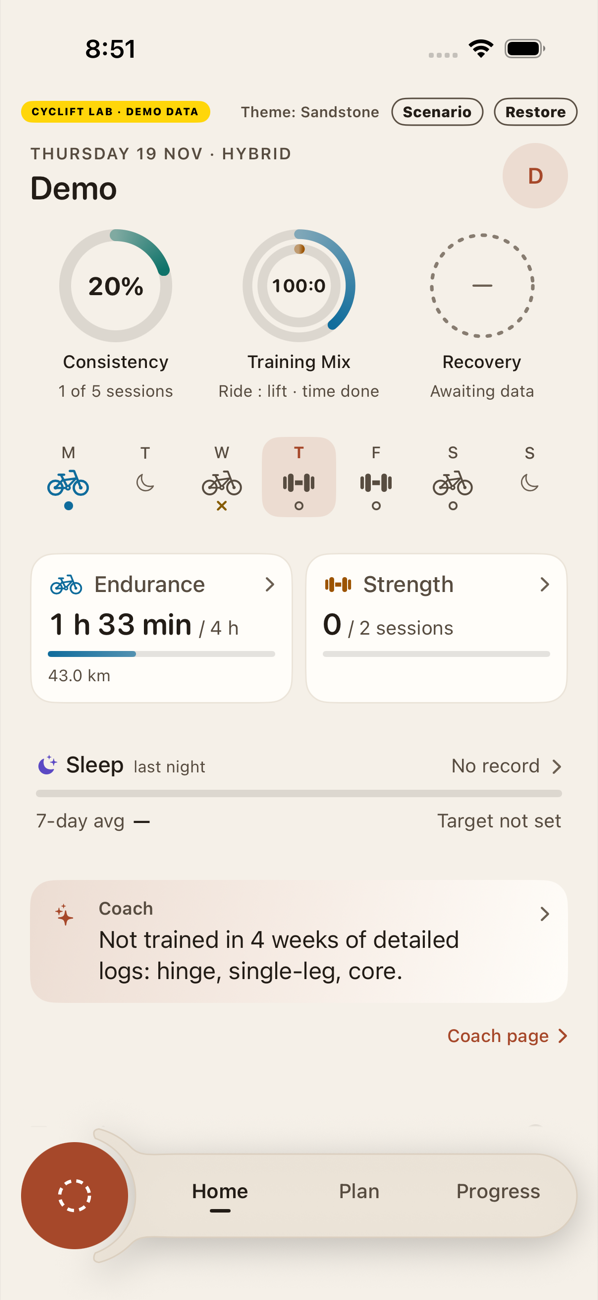 8:51
CYCLIFT LAB · DEMO DATA
Theme: Sandstone
Scenario
Restore
THURSDAY 19 NOV · HYBRID
Demo
D
20%
100:0
—
Consistency
Training Mix
Recovery
1 of 5 sessions
Ride : lift · time done
Awaiting data
M T W T F S S
Endurance
1 h 33 min / 4 h
43.0 km
Strength
0 / 2 sessions
Sleep last night
No record
7-day avg —
Target not set
Coach
Not trained in 4 weeks of detailed
logs: hinge, single-leg, core.
Coach page
Home
Plan
Progress